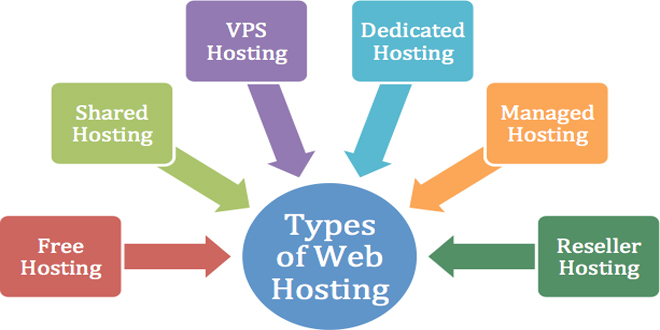 VPS
Hosting
Dedicated
Hosting
Shared
Hosting
Managed
Hosting
Free
Hosting
Types
of Web
Hosting
Reseller
Hosting